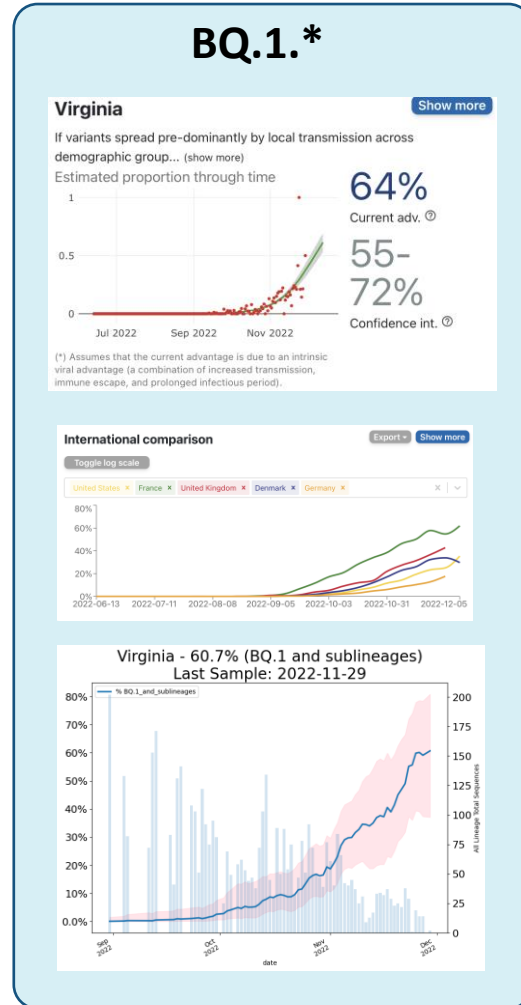 BQ.1.*
Virginia
Show more
If variants spread pre-dominantly by local transmission across
demographic group... (show more)
Estimated proportion through time
64%
Current adv. ?
55-
72%
Confidence int. ?
1
0.5
0
Jul 2022 Sep 2022 Nov 2022
(*) Assumes that the current advantage is due to an intrinsic
viral advantage (a combination of increased transmission,
immune escape, and prolonged infectious period).
International comparison
Export Show more
Toggle log scale
United States × France × United Kingdom × Denmark × Germany × ×
80%
60%
40%
20%
0%
2022-06-13 2022-07-11 2022-08-08 2022-09-05 2022-10-03 2022-10-31 2022-12-05
Virginia - 60.7% (BQ.1 and sublineages)
Last Sample: 2022-11-29
% BQ.1_and_sublineages
80%
70%
60%
50%
40%
30%
20%
10%
0.0%
200
175
150
125
100
75
50
25
0
All Lineage Total Sequences
Sep 2022 Oct 2022 Nov 2022 Dec 2022
date